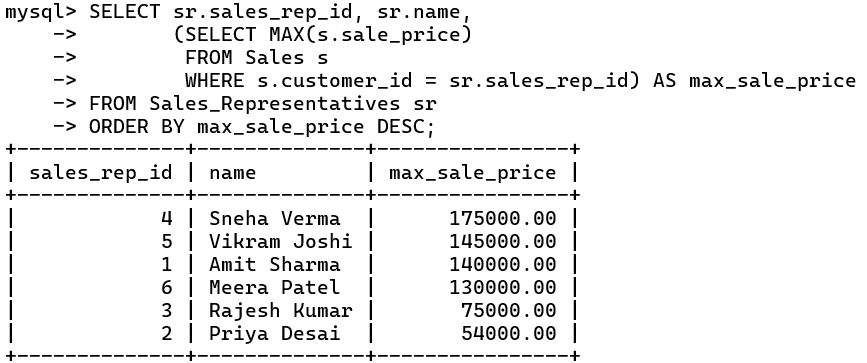 mysql> SELECT sr.sales_rep_id, sr.name,
    ->        (SELECT MAX(s.sale_price)
    ->         FROM Sales s
    ->         WHERE s.customer_id = sr.sales_rep_id) AS max_sale_price
    -> FROM Sales_Representatives sr
    -> ORDER BY max_sale_price DESC;
+--------------+--------------+----------------+
| sales_rep_id | name         | max_sale_price |
+--------------+--------------+----------------+
|            4 | Sneha Verma  |      175000.00 |
|            5 | Vikram Joshi |      145000.00 |
|            1 | Amit Sharma  |      140000.00 |
|            6 | Meera Patel  |      130000.00 |
|            3 | Rajesh Kumar |       75000.00 |
|            2 | Priya Desai  |       54000.00 |
+--------------+--------------+----------------+